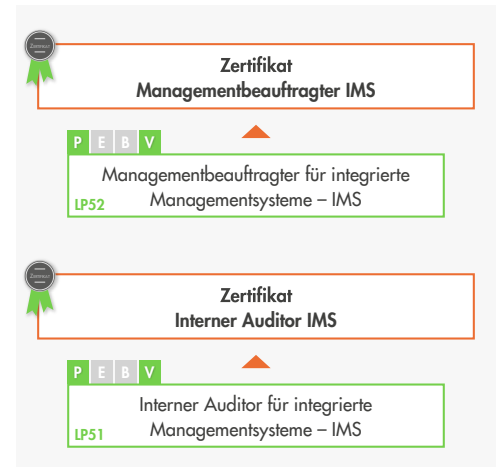 Zertifikat
Managementbeauftragter IMS
P E B V
Managementbeauftragter für integrierte
LP52 Managementsysteme – IMS
Zertifikat
Interner Auditor IMS
P E B V
Interner Auditor für integrierte
LP51 Managementsysteme – IMS